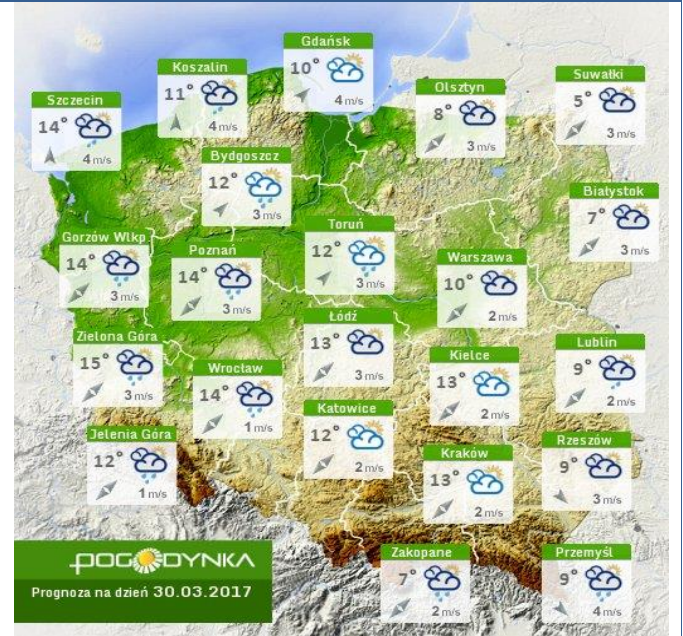 Gdańsk
10°
4 m/s
Koszalin
11°
4 m/s
Suwałki
5°
3 m/s
Olsztyn
8°
3 m/s
Szczecin
14°
4 m/s
Bydgoszcz
12°
3 m/s
Białystok
7°
3 m/s
Toruń
12°
3 m/s
Gorzów Wlkp
14°
3 m/s
Poznań
14°
3 m/s
Warszawa
10°
2 m/s
Łódź
13°
3 m/s
Zielona Góra
15°
3 m/s
Lublin
9°
2 m/s
Kielce
13°
2 m/s
Wrocław
14°
1 m/s
Katowice
12°
2 m/s
Jelenia Góra
12°
1 m/s
Rzeszów
9°
3 m/s
Kraków
13°
2 m/s
Zakopane
7°
2 m/s
Przemyśl
9°
4 m/s
POGODYNKA
Prognoza na dzień 30.03.2017